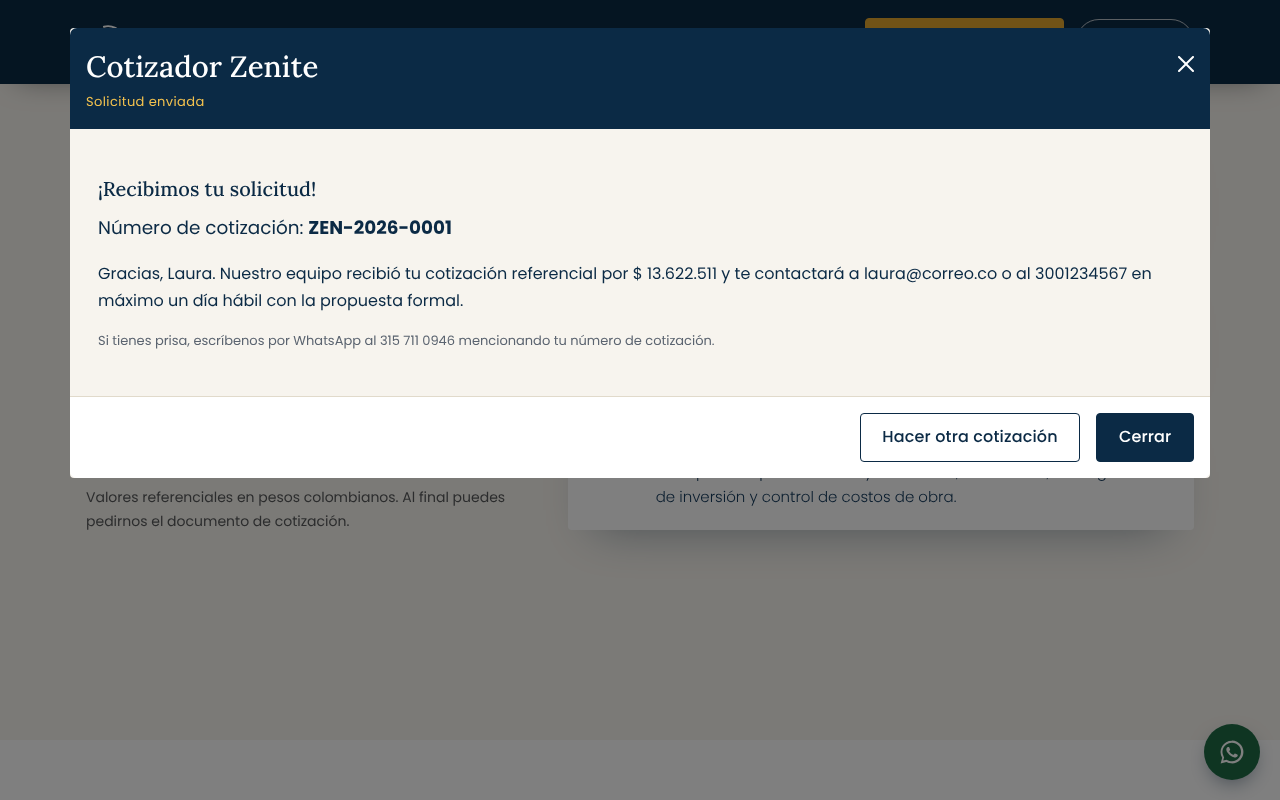 Cotizador Zenite
Solicitud enviada
¡Recibimos tu solicitud!
Número de cotización: ZEN-2026-0001
Gracias, Laura. Nuestro equipo recibió tu cotización referencial por $ 13.622.511 y te contactará a laura@correo.co o al 3001234567 en
máximo un día hábil con la propuesta formal.
Si tienes prisa, escríbenos por WhatsApp al 315 711 0946 mencionando tu número de cotización.
Hacer otra cotización
Cerrar
Valores referenciales en pesos colombianos. Al final puedes
pedirnos el documento de cotización.
de inversión y control de costos de obra.